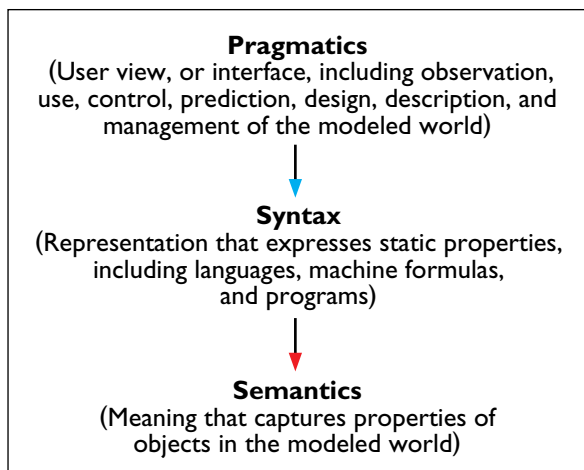 Pragmatics
(User view, or interface, including observation,
use, control, prediction, design, description, and
management of the modeled world)
Syntax
(Representation that expresses static properties,
including languages, machine formulas,
and programs)
Semantics
(Meaning that captures properties of
objects in the modeled world)